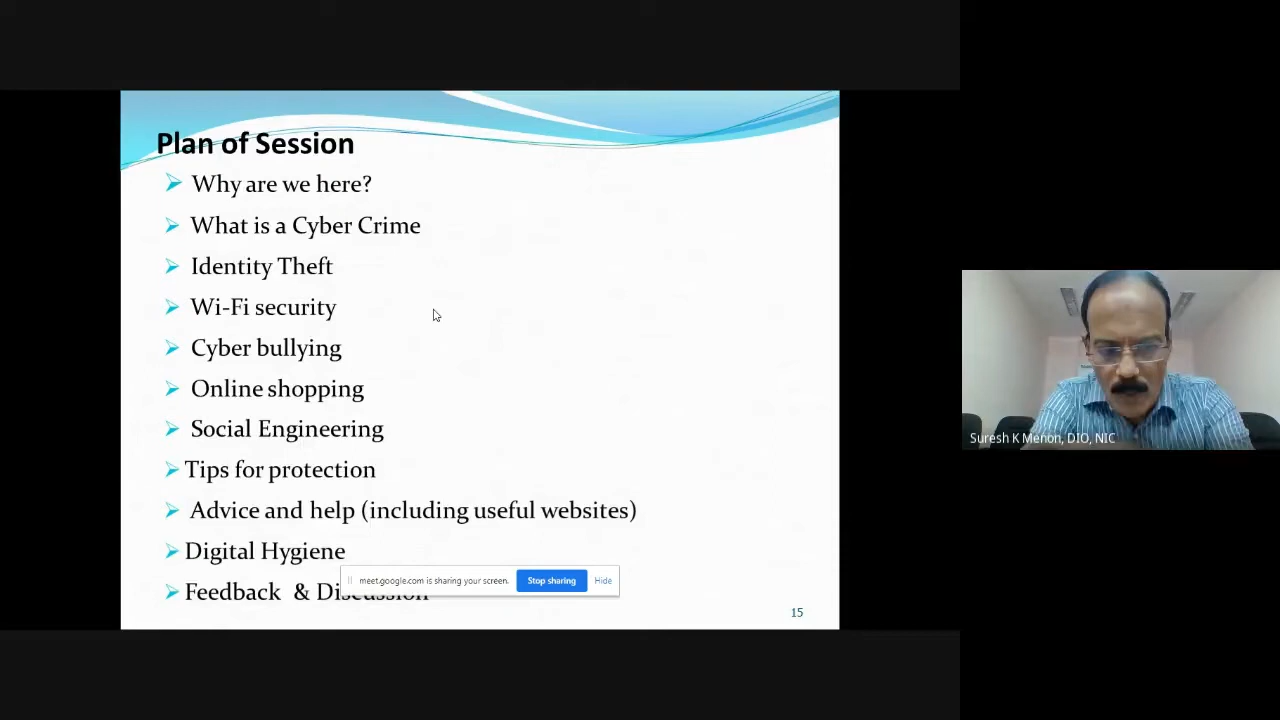 Plan of Session
Why are we here?
What is a Cyber Crime
Identity Theft
Wi-Fi security
Cyber bullying
Online shopping
Social Engineering
Tips for protection
Advice and help (including useful websites)
Digital Hygiene
Feedback & Discussion
meet.google.com is sharing your screen. Stop sharing Hide
15
Suresh K Menon, DIO, NIC